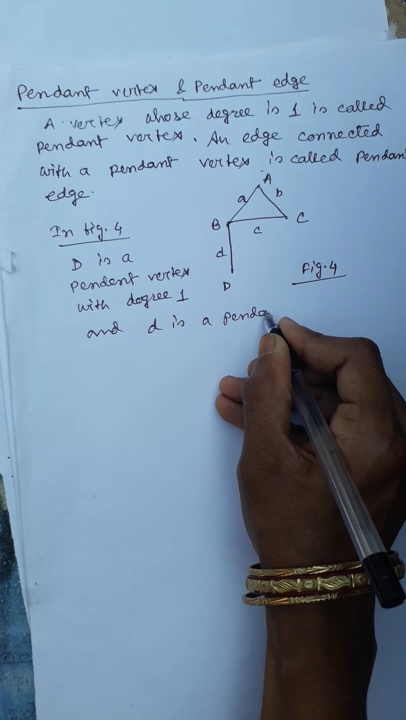 Pendant vertex & Pendant edge
A vertex whose degree is 1 is called
pendant vertex. An edge connected
with a pendant vertex is called pendant
edge.
In fig. 4
D is a
pendent vertex
with degree 1
and d is a penda
A
a b
B c C
d
D
Fig. 4